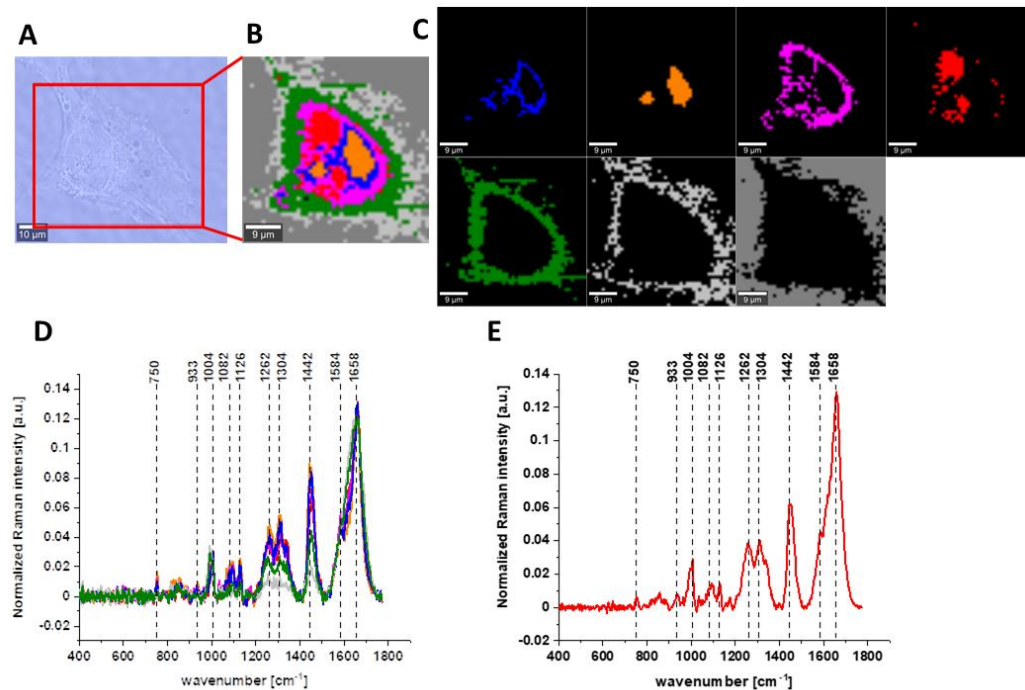 A
B
C
10 µm
9 µm
9 µm
9 µm
9 µm
9 µm
9 µm
9 µm
9 µm
D
E
750
933
1004
1082
1126
1262
1304
1442
1584
1658
0.14
0.12
0.1
0.08
0.06
0.04
0.02
0
-0.02
Normalized Raman intensity [a.u.]
400 600 800 1000 1200 1400 1600 1800
wavenumber [cm⁻¹]
750
933
1004
1082
1126
1262
1304
1442
1584
1658
0.14
0.12
0.1
0.08
0.06
0.04
0.02
0
-0.02
Normalized Raman intensity [a.u.]
400 600 800 1000 1200 1400 1600 1800
wavenumber [cm⁻¹]